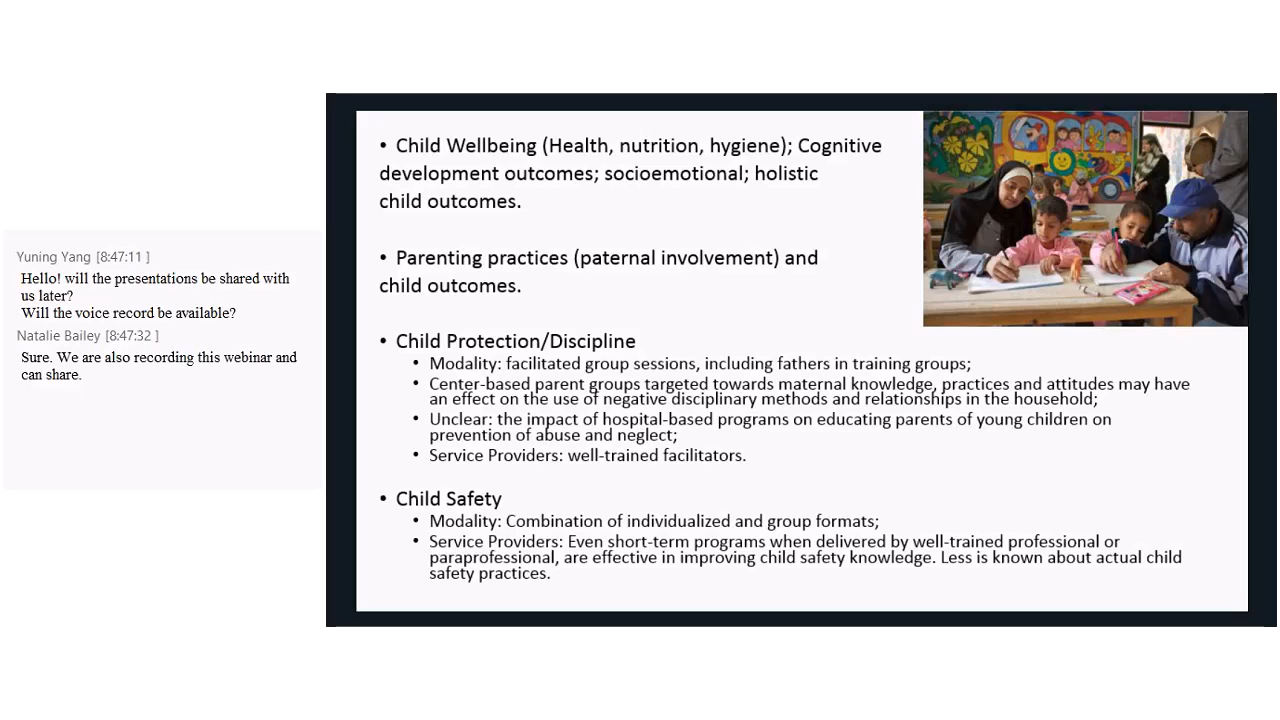 Yuning Yang [8:47:11 ]
Hello! will the presentations be shared with
us later?
Will the voice record be available?
Natalie Bailey [8:47:32 ]
Sure. We are also recording this webinar and
can share.
• Child Wellbeing (Health, nutrition, hygiene); Cognitive
development outcomes; socioemotional; holistic
child outcomes.
• Parenting practices (paternal involvement) and
child outcomes.
• Child Protection/Discipline
• Modality: facilitated group sessions, including fathers in training groups;
• Center-based parent groups targeted towards maternal knowledge, practices and attitudes may have
an effect on the use of negative disciplinary methods and relationships in the household;
• Unclear: the impact of hospital-based programs on educating parents of young children on
prevention of abuse and neglect;
• Service Providers: well-trained facilitators.
• Child Safety
• Modality: Combination of individualized and group formats;
• Service Providers: Even short-term programs when delivered by well-trained professional or
paraprofessional, are effective in improving child safety knowledge. Less is known about actual child
safety practices.